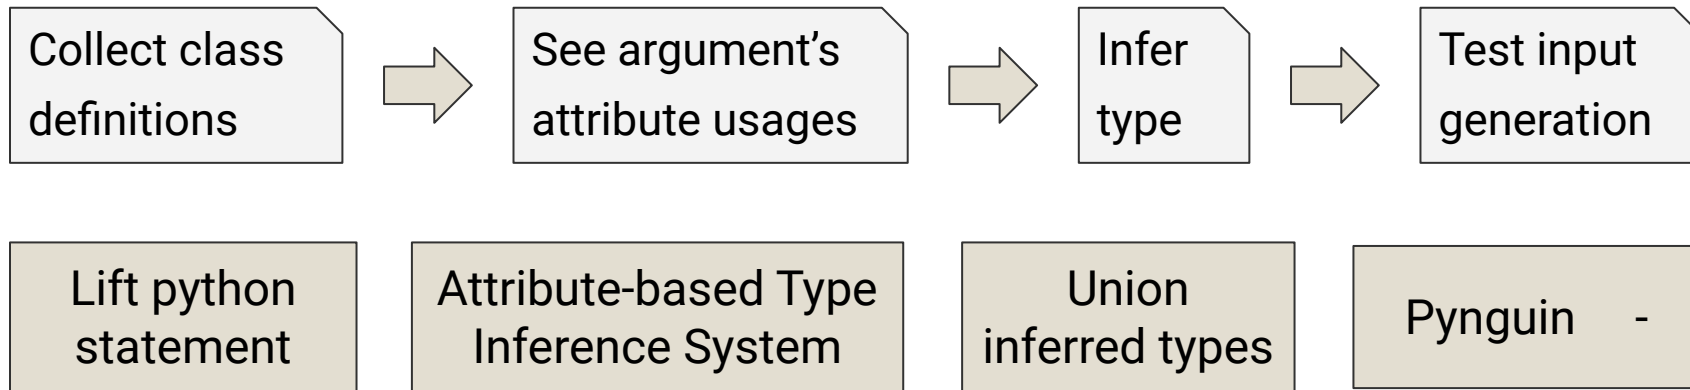 Collect class
definitions
See argument’s
attribute usages
Infer
type
Test input
generation
Lift python
statement
Attribute-based Type
Inference System
Union
inferred types
Pynguin -